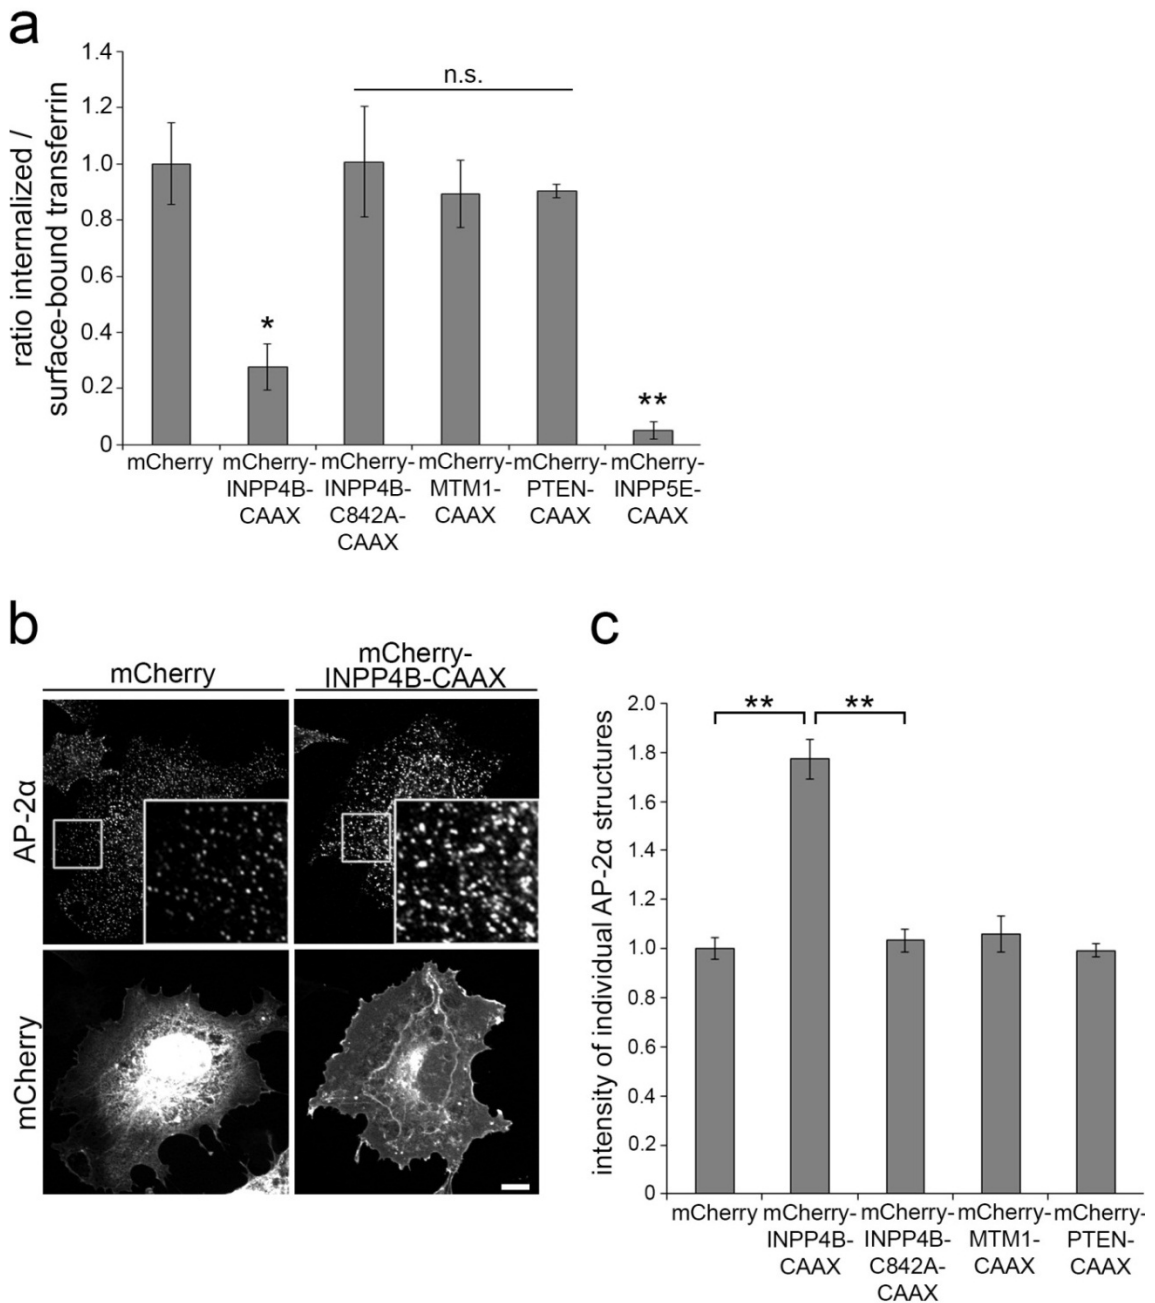 a
1.4
1.2
1.0
0.8
0.6
0.4
0.2
0
ratio internalized /
surface-bound transferrin
n.s.
*
**
mCherry
mCherry-
INPP4B-
CAAX
mCherry-
INPP4B-
C842A-
CAAX
mCherry-
MTM1-
CAAX
mCherry-
PTEN-
CAAX
mCherry-
INPP5E-
CAAX
b
mCherry
mCherry-
INPP4B-CAAX
AP-2α
mCherry
c
2.0
1.8
1.6
1.4
1.2
1.0
0.8
0.6
0.4
0.2
0
intensity of individual AP-2α structures
**
**
mCherry
mCherry-
INPP4B-
CAAX
mCherry-
INPP4B-
C842A-
CAAX
mCherry-
MTM1-
CAAX
mCherry-
PTEN-
CAAX